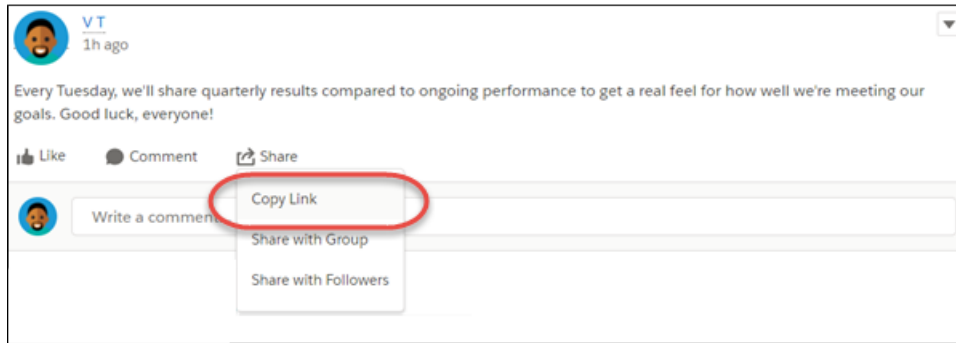 V T
1h ago
Every Tuesday, we'll share quarterly results compared to ongoing performance to get a real feel for how well we're meeting our
goals. Good luck, everyone!
Like Comment Share
Copy Link
Write a comment
Share with Group
Share with Followers